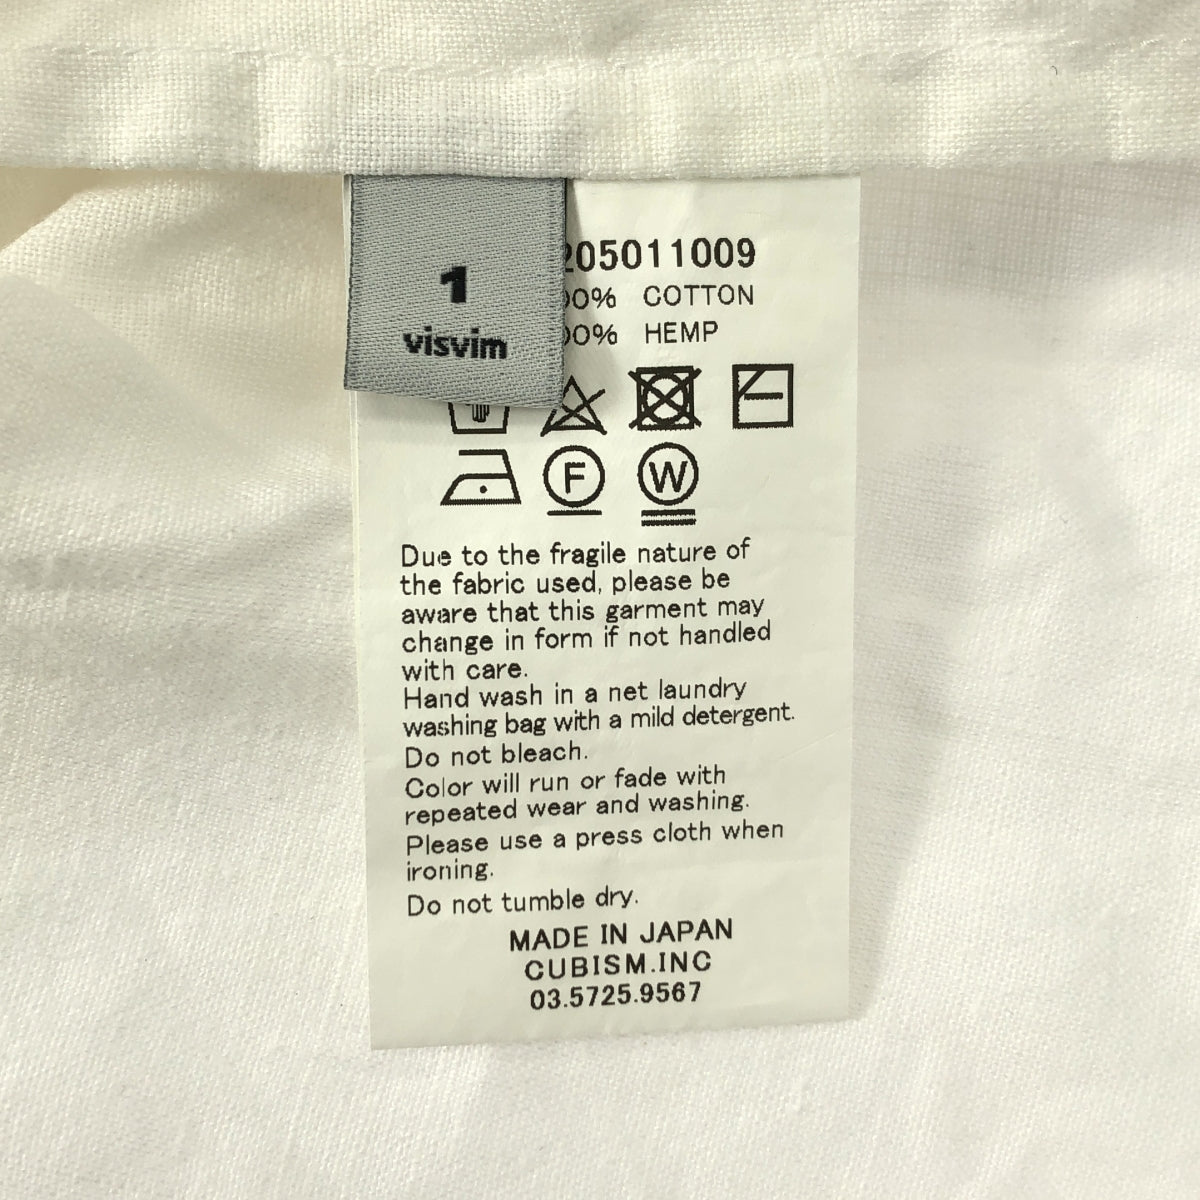 1
visvim
05011009
0% COTTON
0% HEMP
F W
Due to the fragile nature of
the fabric used, please be
aware that this garment may
change in form if not handled
with care.
Hand wash in a net laundry
washing bag with a mild detergent.
Do not bleach.
Color will run or fade with
repeated wear and washing.
Please use a press cloth when
ironing.
Do not tumble dry.
MADE IN JAPAN
CUBISM.INC
03.5725.9567